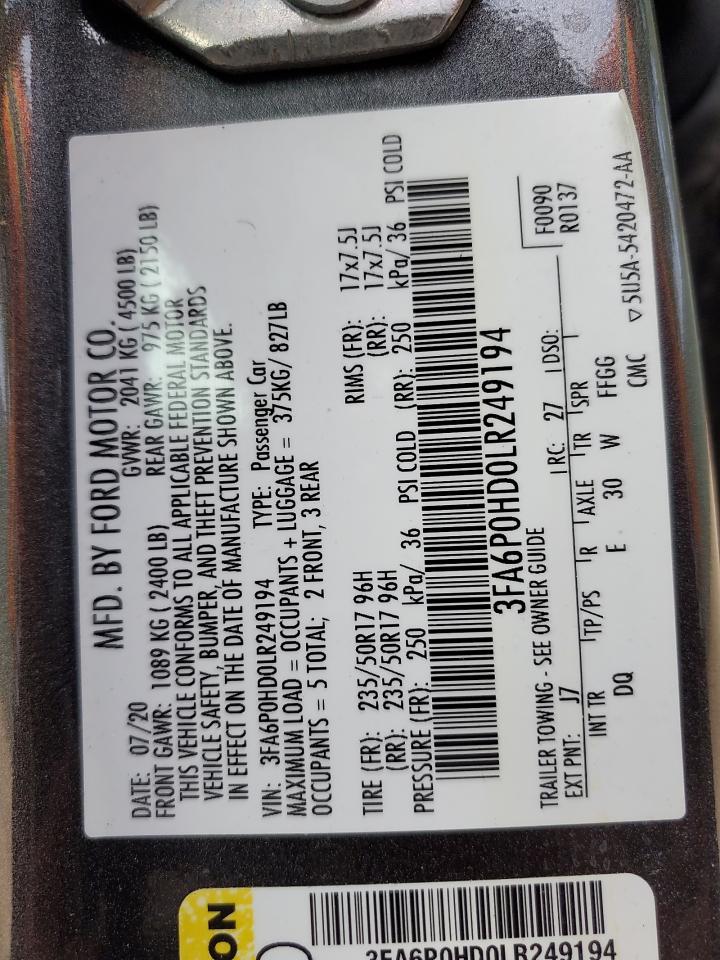 MFD. BY FORD MOTOR CO.
DATE: 07/20 GVWR: 2041 KG ( 4500 LB)
FRONT GAWR: 1089 KG ( 2400 LB) REAR GAWR: 975 KG ( 2150 LB)
THIS VEHICLE CONFORMS TO ALL APPLICABLE FEDERAL MOTOR
VEHICLE SAFETY, BUMPER, AND THEFT PREVENTION STANDARDS
IN EFFECT ON THE DATE OF MANUFACTURE SHOWN ABOVE.
VIN: 3FA6P0HD0LR249194 TYPE: Passenger Car
MAXIMUM LOAD = OCCUPANTS + LUGGAGE = 375KG/ 827LB
OCCUPANTS = 5 TOTAL; 2 FRONT, 3 REAR
TIRE (FR): 235/50R17 96H RIMS (FR): 17x7.5J
(RR): 235/50R17 96H (RR): 17x7.5J
PRESSURE (FR): 250 kPa/ 36 PSI COLD (RR): 250 kPa/ 36 PSI COLD
3FA6P0HD0LR249194
TRAILER TOWING - SEE OWNER GUIDE F0090
EXT PNT: J7 RC: 27 DSO: R0137
INT TR TP/PS R AXLE TR SPR
DQ E 30 W FFGG
CMC ▽5U5A-5420472-AA
ON
3FA6P0HD0LR249194